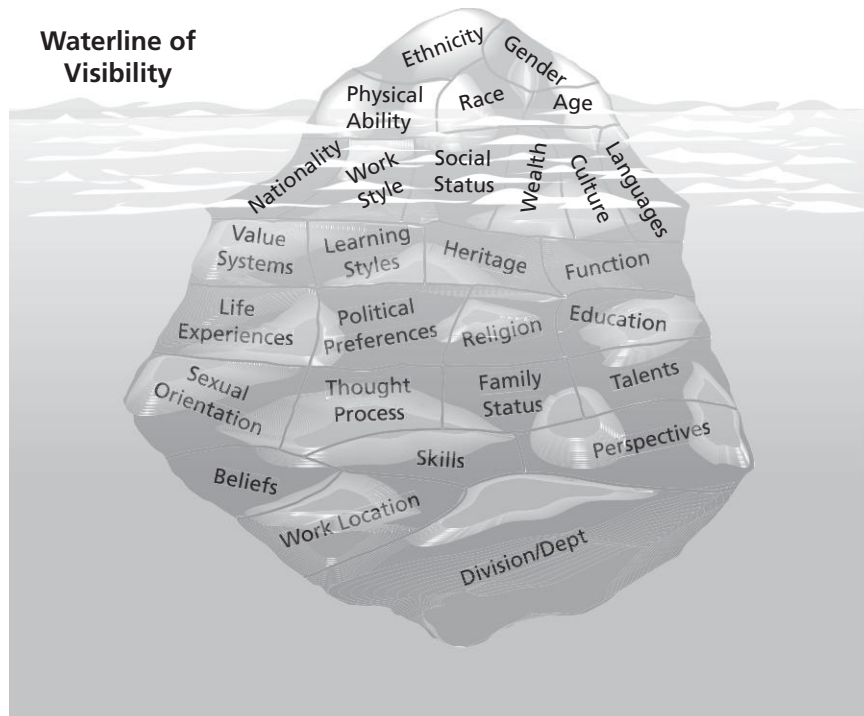 Waterline of
Visibility
Ethnicity
Gender
Physical
Ability
Race
Age
Nationality
Work
Style
Social
Status
Wealth
Culture
Languages
Value
Systems
Learning
Styles
Heritage
Function
Life
Experiences
Political
Preferences
Religion
Education
Sexual
Orientation
Thought
Process
Family
Status
Talents
Skills
Perspectives
Beliefs
Work Location
Division/Dept